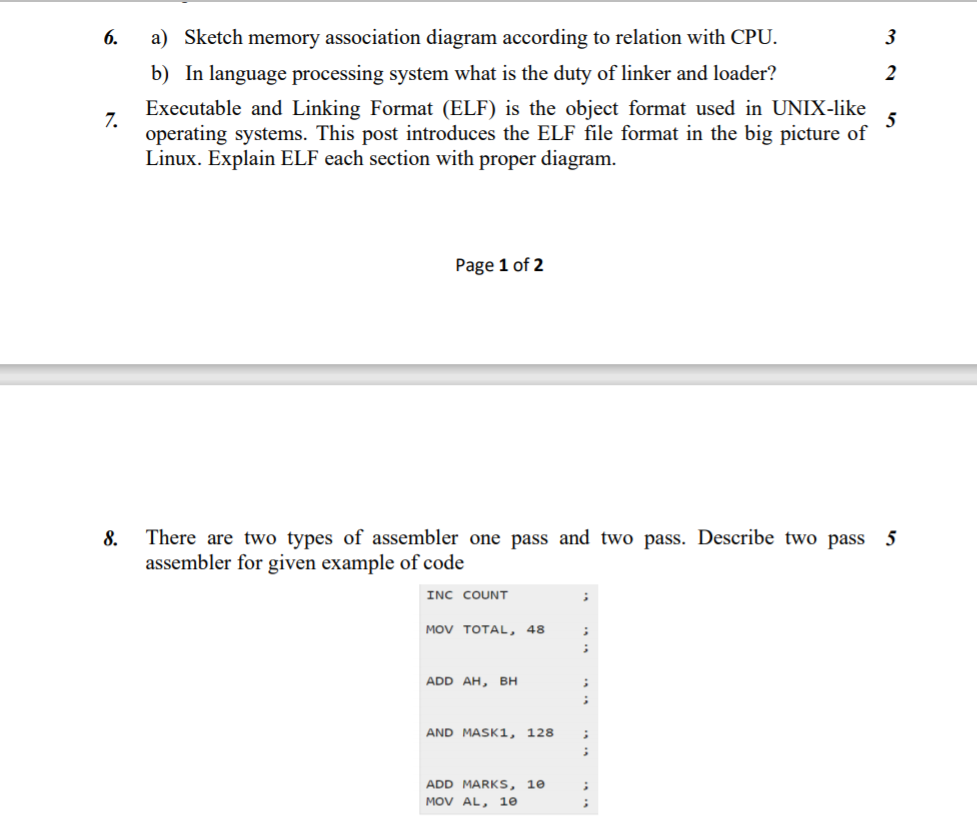 6. a) Sketch memory association diagram according to relation with CPU. 3
b) In language processing system what is the duty of linker and loader? 2
7. Executable and Linking Format (ELF) is the object format used in UNIX-like 5
operating systems. This post introduces the ELF file format in the big picture of
Linux. Explain ELF each section with proper diagram.
Page 1 of 2
8. There are two types of assembler one pass and two pass. Describe two pass 5
assembler for given example of code
INC COUNT ;
MOV TOTAL, 48 ;
;
ADD AH, BH ;
;
AND MASK1, 128 ;
;
ADD MARKS, 10 ;
MOV AL, 10 ;